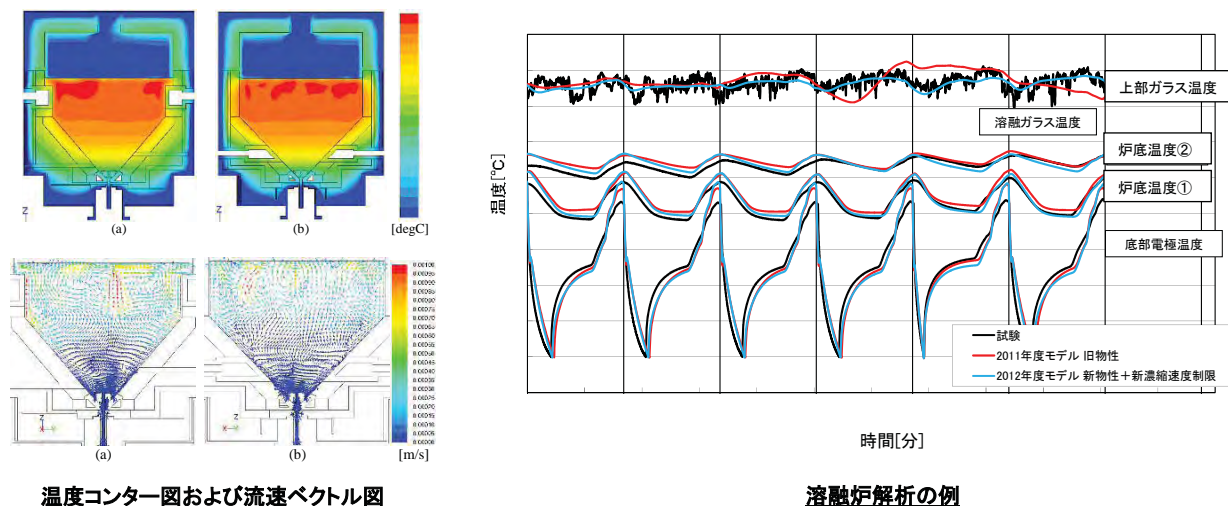 Z
(a)
Z
(b)
[degC]
Z
X
(a)
Z
X
(b)
[m/s]
温度コンター図および流速ベクトル図
温度[℃]
上部ガラス温度
溶融ガラス温度
炉底温度②
炉底温度①
底部電極温度
試験
2011年度モデル 旧物性
2012年度モデル 新物性+新濃縮速度制限
時間[分]
溶融炉解析の例